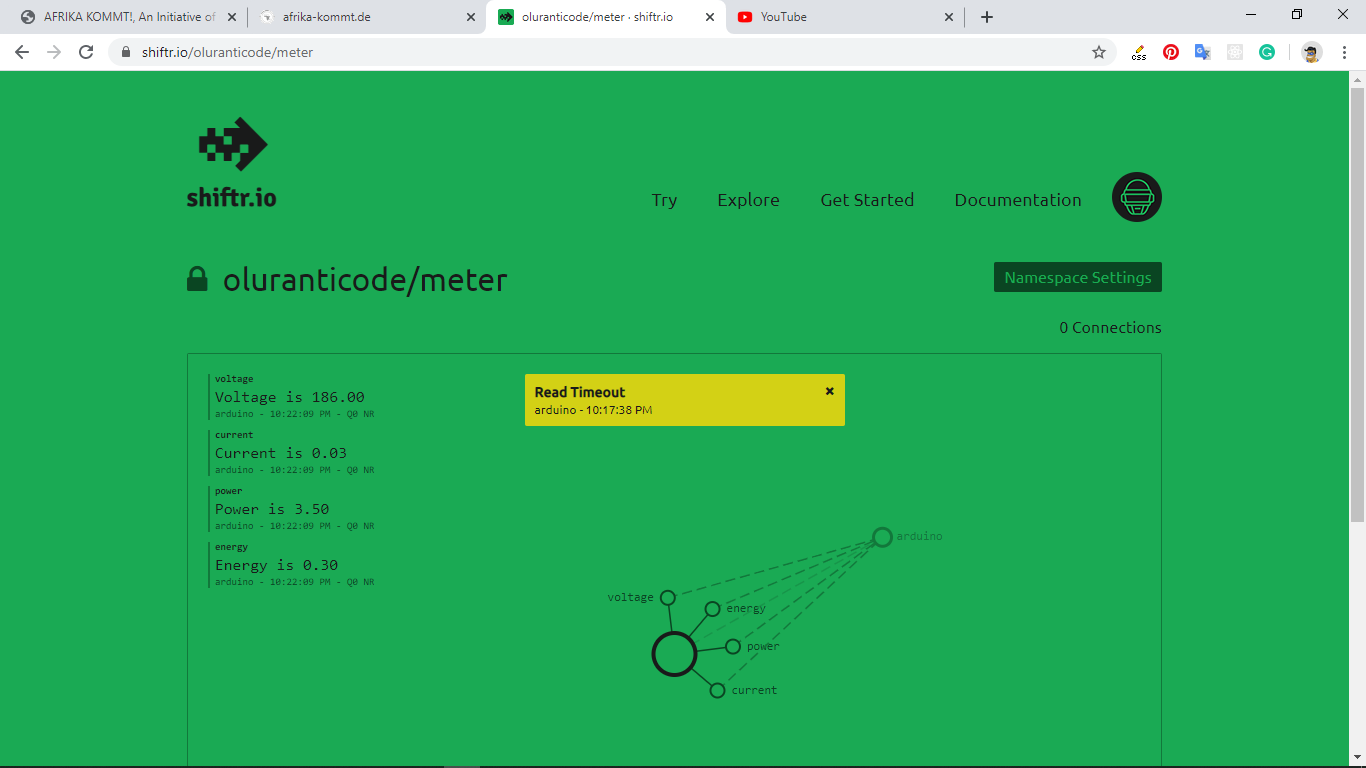 AFRIKA KOMMT!, An Initiative of
afrika-kommt.de
oluranticode/meter · shiftr.io
YouTube
shiftr.io/oluranticode/meter
css
shiftr.io
Try
Explore
Get Started
Documentation
oluranticode/meter
Namespace Settings
0 Connections
voltage
Voltage is 186.00
arduino - 10:22:09 PM - Q0 NR
current
Current is 0.03
arduino - 10:22:09 PM - Q0 NR
power
Power is 3.50
arduino - 10:22:09 PM - Q0 NR
energy
Energy is 0.30
arduino - 10:22:09 PM - Q0 NR
Read Timeout
arduino - 10:17:38 PM
arduino
voltage
energy
power
current